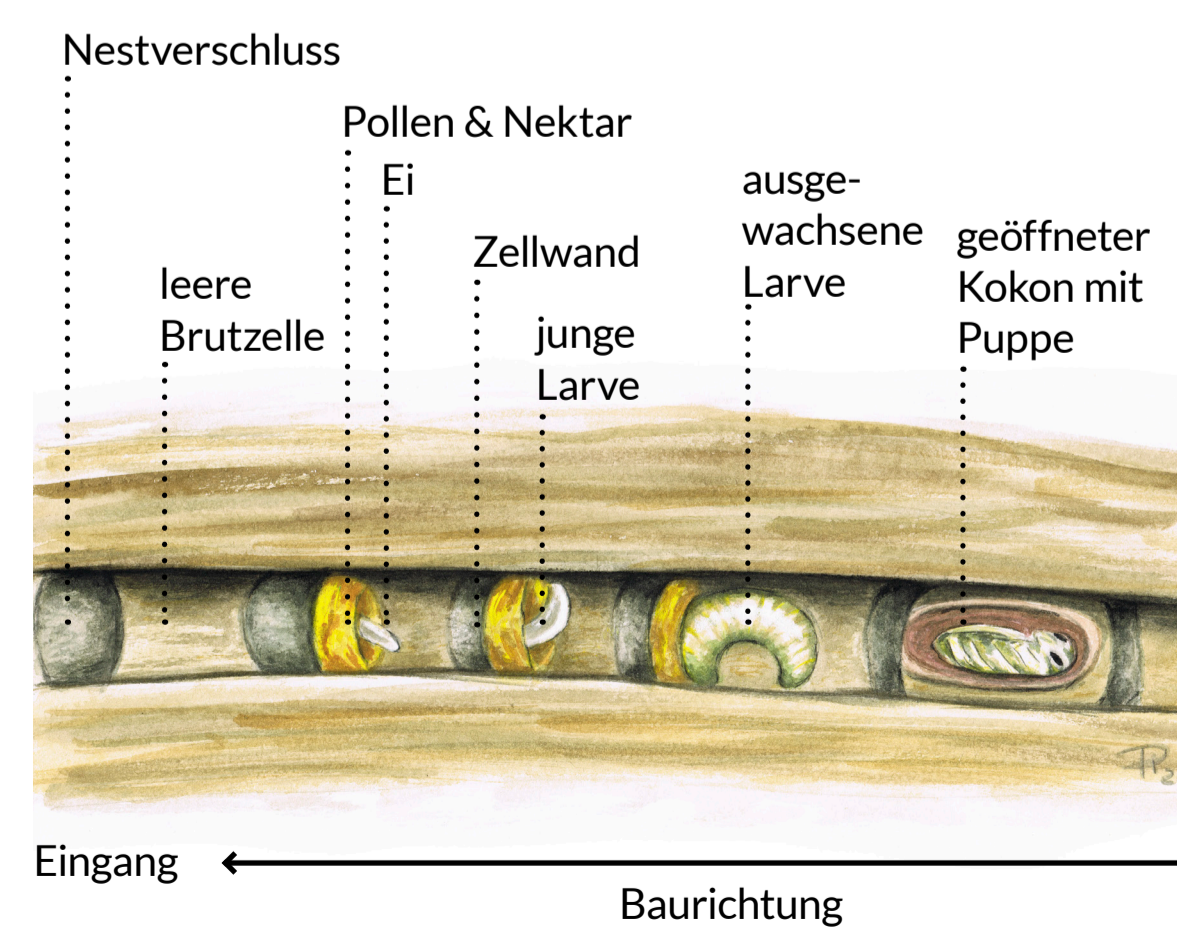 Nestverschluss
Pollen & Nektar
Ei
ausge-
wachsene
Larve
geöffneter
Kokon mit
Puppe
Zellwand
leere
Brutzelle
junge
Larve
Eingang
Baurichtung